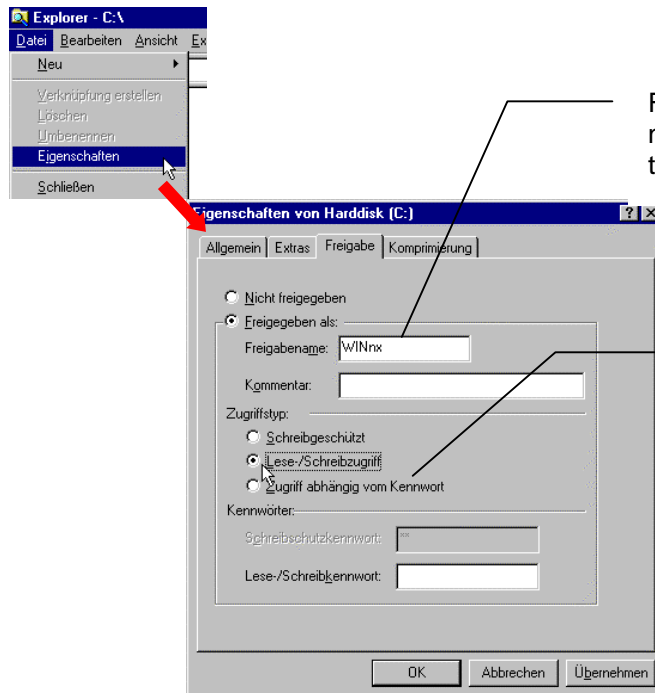 Explorer - C:\
Datei Bearbeiten Ansicht Ex
Neu
Verknüpfung erstellen
Löschen
Umbenennen
Eigenschaften
Schließen
F
r
t
Eigenschaften von Harddisk (C:)
Allgemein Extras Freigabe Komprimierung
Nicht freigegeben
Freigegeben als:
Freigabename: WINnx
Kommentar:
Zugriffstyp:
Schreibgeschützt
Lese-/Schreibzugriff
Zugriff abhängig vom Kennwort
Kennwörter:
Schreibschutzkennwort: **
Lese-/Schreibkennwort:
OK Abbrechen Übernehmen